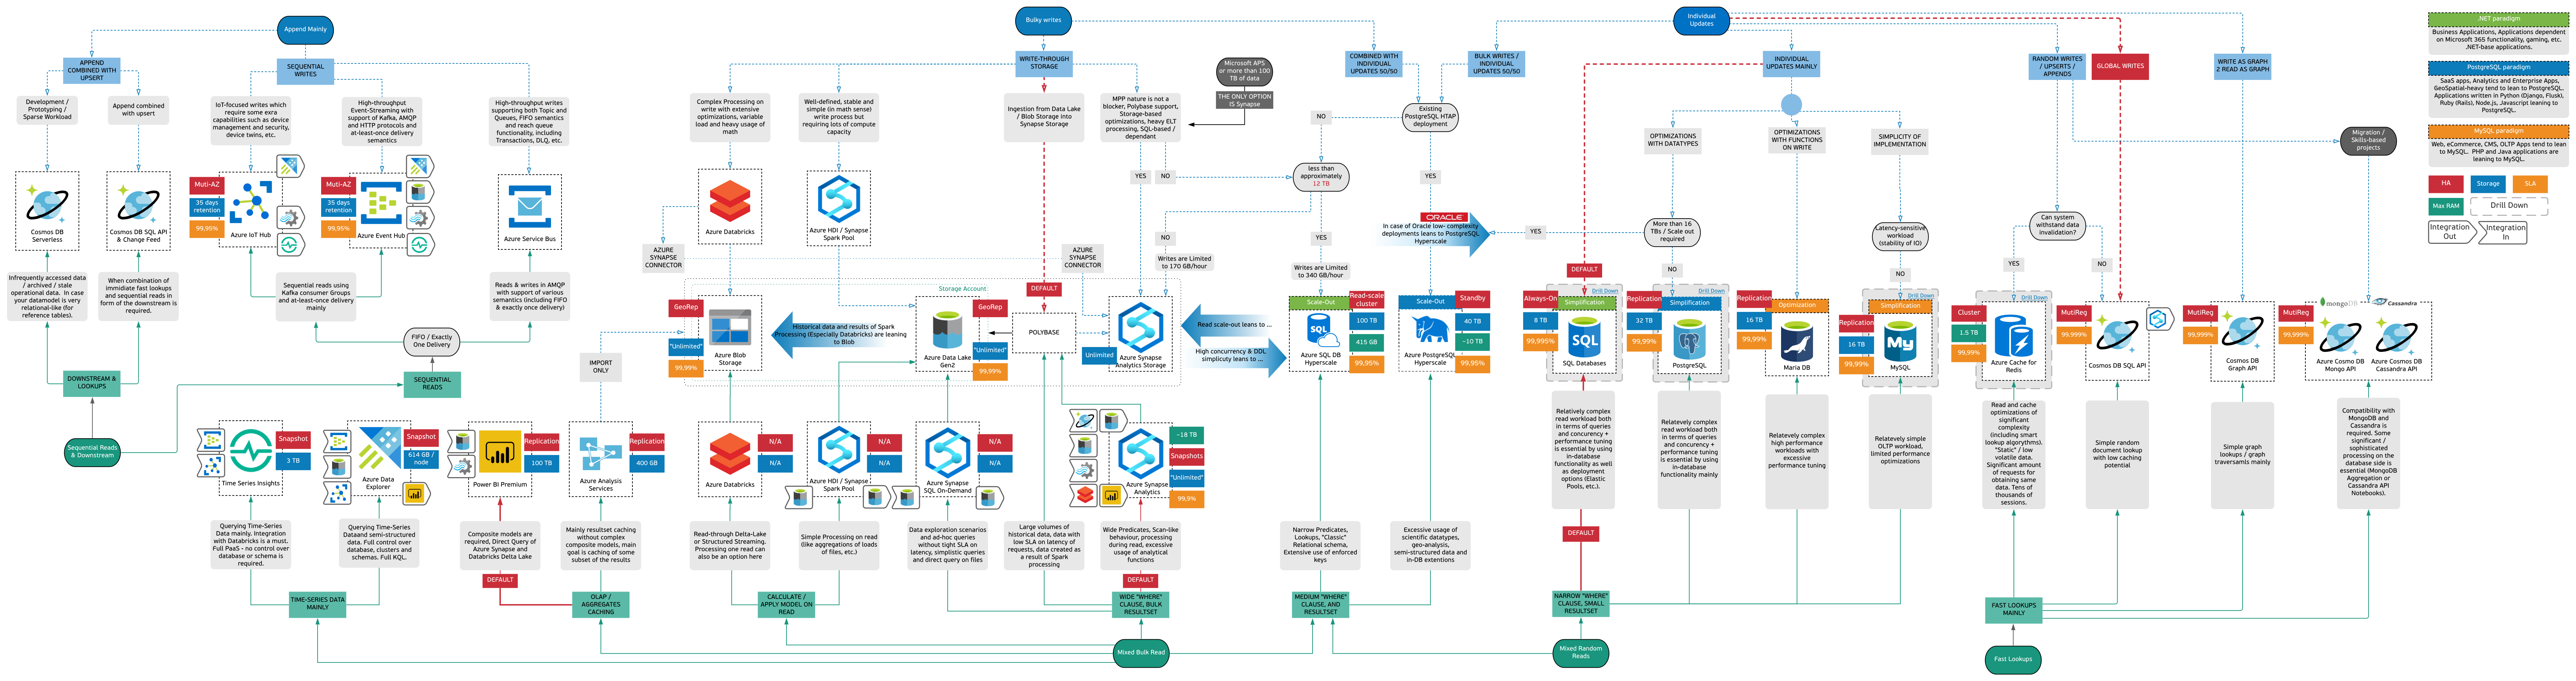 Append Mainly
Bulky writes
Individual
Updates
.NET paradigm
Business Applications, Applications dependent
on Microsoft 365 functionality, gaming, etc.
.NET-base applications.
PostgreSQL paradigm
SaaS apps, Analytics and Enterprise Apps,
GeoSpatial-heavy tend to lean to PostgreSQL.
Applications written in Python (Django, Flusk),
Ruby (Rails), Node.js, Javascript leaning to
PostgreSQL.
MySQL paradigm
Web, eCommerce, CMS, OLTP Apps tend to lean
to MySQL. PHP and Java applications are
leaning to MySQL.
HA
Storage
SLA
Max RAM
Drill Down
Integration
Out
Integration
In
APPEND
COMBINED WITH
UPSERT
SEQUENTIAL
WRITES
WRITE-THROUGH
STORAGE
COMBINED WITH
INDIVIDUAL
UPDATES 50/50
BULK WRITES /
INDIVIDUAL
UPDATES 50/50
INDIVIDUAL
UPDATES MAINLY
RANDOM WRITES
/ UPSERTS /
APPENDS
GLOBAL WRITES
WRITE AS GRAPH
2 READ AS GRAPH
Microsoft APS
or more than 100
TB of data
THE ONLY OPTION
IS Synapse
Development /
Prototyping /
Sparse Workload
Append combined
with upsert
IoT-focused writes which
require some exra
capabilities such as device
management and security,
device twins, etc.
High-throughput
Event-Streaming with
support of Kafka, AMQP
and HTTP protocols and
at-least-once delivery
semantics
High-throughput writes
supporting both Topic and
Queues, FIFO semantics
and reach queue
functionality, including
Transactions, DLQ, etc.
Complex Processing on
write with extensive
optimizations, variable
load and heavy usage of
math
Well-defined, stable and
simple (in math sense)
write process but
requiring lots of compute
capacity
Ingestion from Data Lake
/ Blob Storage into
Synapse Storage
MPP nature is not a
blocker, Polybase support,
Storage-based
optimizations, heavy ELT
processing, SQL-based /
dependant
NO
Existing
PostgreSQL HTAP
deployment
OPTIMIZATIONS
WITH DATATYPES
OPTIMIZATIONS
WITH FUNCTIONS
ON WRITE
SIMPLICITY OF
IMPLEMENTATION
Migration /
Skills-based
projects
YES
NO
less than
approximately
12 TB
YES
Muti-AZ
35 days
retention
99,95%
Azure IoT Hub
Muti-AZ
35 days
retention
99,95%
Azure Event Hub
Azure Service Bus
Cosmos DB
Serverless
Cosmos DB SQL API
& Change Feed
Azure Databricks
Azure HDI / Synapse
Spark Pool
ORACLE
In case of Oracle low- complexity
deployments leans to PostgreSQL
Hyperscale
YES
More than 16
TBs / Scale out
required
Latency-sensitive
workload
(stability of IO)
Can system
withstand data
invalidation?
AZURE
SYNAPSE
CONNECTOR
AZURE
SYNAPSE
CONNECTOR
NO
Writes are Limited
to 170 GB/hour
YES
Writes are Limited
to 340 GB/hour
DEFAULT
NO
NO
YES
NO
Infrequently accessed data
/ archived / stale
operational data. In case
your datamodel is very
relational-like (for
reference tables).
When combination of
immidiate fast lookups
and sequential reads in
form of the downstream is
required.
Sequential reads using
Kafka consumer Groups
and at-least-once delivery
mainly
Reads & writes in AMQP
with support of various
semantics (including FIFO
& exactly once delivery)
Storage Account
DEFAULT
GeoRep
"Unlimited"
99,99%
Azure Blob
Storage
Historical data and results of Spark
Processing (Especially Databricks) are leaning
to Blob
GeoRep
"Unlimited"
99,99%
Azure Data Lake
Gen2
POLYBASE
Unlimited
Azure Synapse
Analytics Storage
Read scale-out leans to ...
High concurrency & DDL
simplicuty leans to ...
Scale-Out
Read-scale
cluster
100 TB
415 GB
99,95%
Azure SQL DB
Hyperscale
Scale-Out
Standby
40 TB
~10 TB
99,95%
Azure PostgreSQL
Hyperscale
Drill Down
Always-On
8 TB
99,995%
Simplification
SQL Databases
Drill Down
Replication
32 TB
99,99%
Simplification
PostgreSQL
Replication
16 TB
99,99%
Optimization
Maria DB
Drill Down
Simplification
Replication
16 TB
99,99%
MySQL
Drill Down
Cluster
1,5 TB
99,99%
Azure Cache for
Redis
MutiReg
99,999%
Cosmos DB SQL API
MutiReg
99,999%
Cosmos DB
Graph API
mongoDB
Cassandra
MutiReg
99,999%
Azure Cosmo DB
Mongo API
Azure Cosmos DB
Cassandra API
FIFO / Exactly
One Delivery
DOWNSTREAM &
LOOKUPS
SEQUENTIAL
READS
IMPORT
ONLY
Sequential Reads
& Downstream
Snapshot
3 TB
Time Series Insights
Snapshot
614 GB /
node
Azure Data
Explorer
Replication
100 TB
Power BI Premium
Replication
400 GB
Azure Analysis
Services
N/A
N/A
Azure Databricks
N/A
N/A
Azure HDI / Synapse
Spark Pool
N/A
N/A
Azure Synapse
SQL On-Demand
~18 TB
Snapshots
"Unlimited"
99,9%
Azure Synapse
Analytics
Relatively complex
read workload both
in terms of queries
and concurency +
performance tuning
is essential by using
in-database
functionality as well
as deployment
options (Elastic
Pools, etc.).
Relatively complex
read workload both
in terms of queries
and concurency +
performance tuning
is essential by using
in-database
functionality mainly
Relatively complex
high performance
workloads with
excessive
performance tuning
Relatively simple
OLTP workload,
limited performance
optimizations
Read and cache
optimizations of
significant
complexity
(including smart
lookup algorythms).
"Static" / low
volatile data.
Significant amount of
requests for
obtaining same
data. Tens of
thousands of
sessions.
Simple random
document lookup
with low caching
potential
Simple graph
lookups / graph
traversamis mainly
Compatibility with
MongoDB and
Cassandra is
required. Some
significant /
sophisticated
processing on the
database side is
essential (MongoDB
Aggregation or
Cassandra API
Notebooks).
Querying Time-Series
Data mainly. Integration
with Databricks is a must.
Full PaaS - no control over
database or schema is
required.
Querying Time-Series
Dataand semi-structured
data. Full control over
database, clusters and
schemas. Full KQL.
Composite models are
required, Direct Query of
Azure Synapse and
Databricks Delta Lake
Mainly resultset caching
without complex
composite models, main
goal is caching of some
subset of the results
Read-through Delta-Lake
or Structured Streaming.
Processing one read can
also be an option here
Simple Processing on read
(like aggregations of loads
of files, etc.)
Data exploration scenarios
and ad-hoc queries
without tight SLA on
latency, simplistic queries
and direct query on files
Large volumes of
historical data, data with
low SLA on latency of
requests, data created as
a result of Spark
processing
Wide Predicates, Scan-like
behaviour, processing
during read, excessive
usage of analytical
functions
Narrow Predicates,
Lookups, "Classic"
Relational schema,
Extensive use of enforced
keys
Excessive usage of
scientific datatypes,
geo-analysis,
semi-structured data and
in-DB extentions
DEFAULT
DEFAULT
DEFAULT
TIME-SERIES DATA
MAINLY
OLAP /
AGGREGATES
CACHING
CALCULATE /
APPLY MODEL ON
READ
WIDE "WHERE"
CLAUSE, BULK
RESULTSET
MEDIUM "WHERE"
CLAUSE, AND
RESULTSET
NARROW "WHERE"
CLAUSE, SMALL
RESULTSET
FAST LOOKUPS
MAINLY
Mixed Bulk Read
Mixed Random
Reads
Fast Lookups